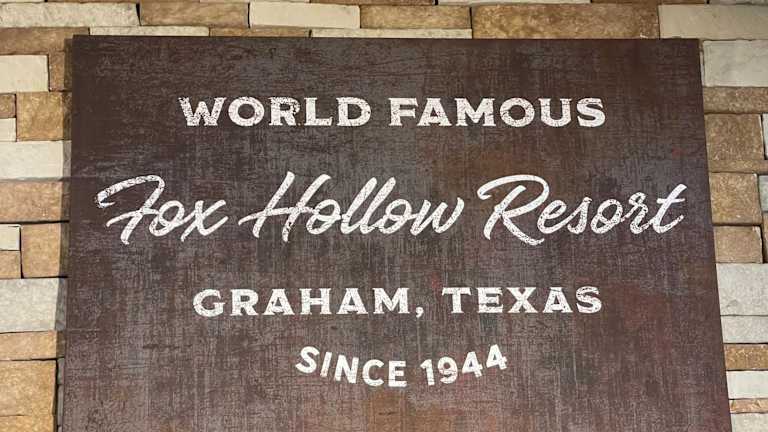 WORLD FAMOUS
Fox Hollow Resort
GRAHAM, TEXAS
SINCE 1944